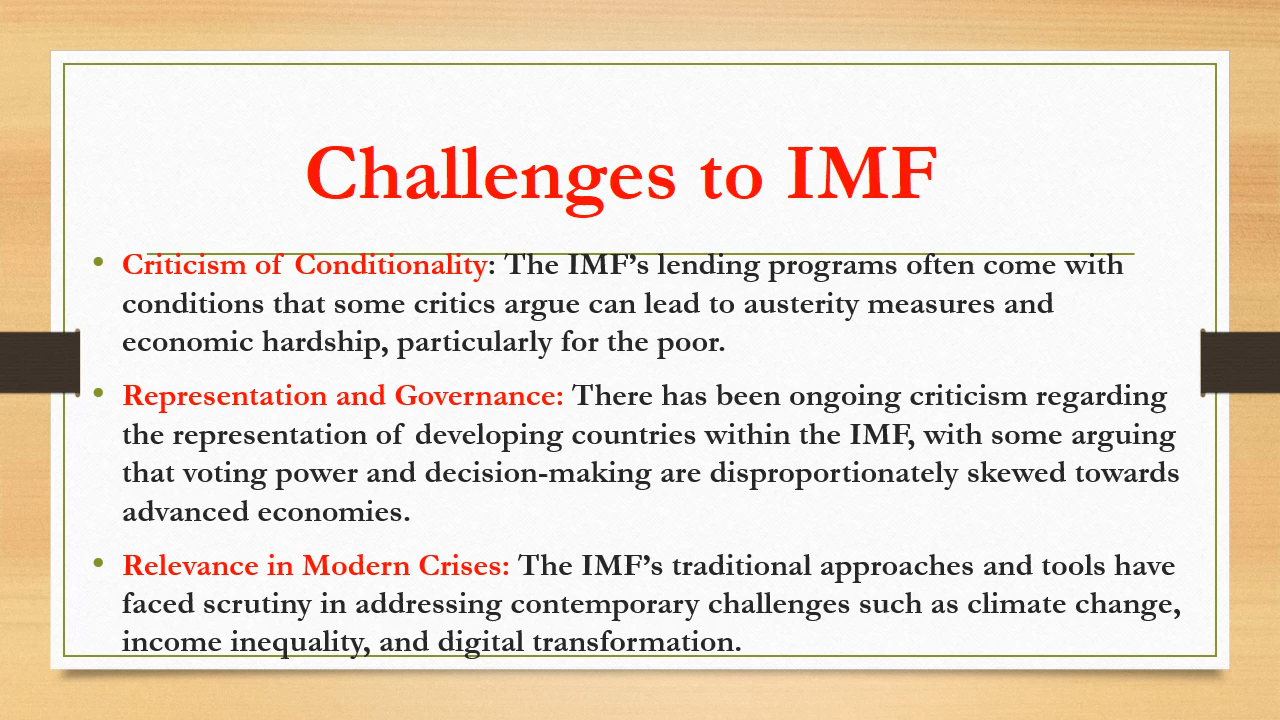 Challenges to IMF
• Criticism of Conditionality: The IMF’s lending programs often come with
conditions that some critics argue can lead to austerity measures and
economic hardship, particularly for the poor.
• Representation and Governance: There has been ongoing criticism regarding
the representation of developing countries within the IMF, with some arguing
that voting power and decision-making are disproportionately skewed towards
advanced economies.
• Relevance in Modern Crises: The IMF’s traditional approaches and tools have
faced scrutiny in addressing contemporary challenges such as climate change,
income inequality, and digital transformation.